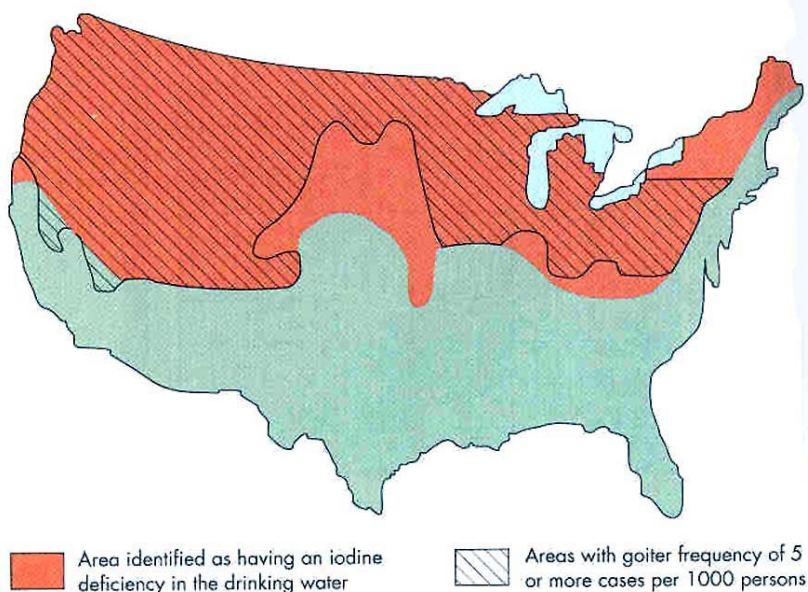 Area identified as having an iodine
deficiency in the drinking water
Areas with goiter frequency of 5
or more cases per 1000 persons